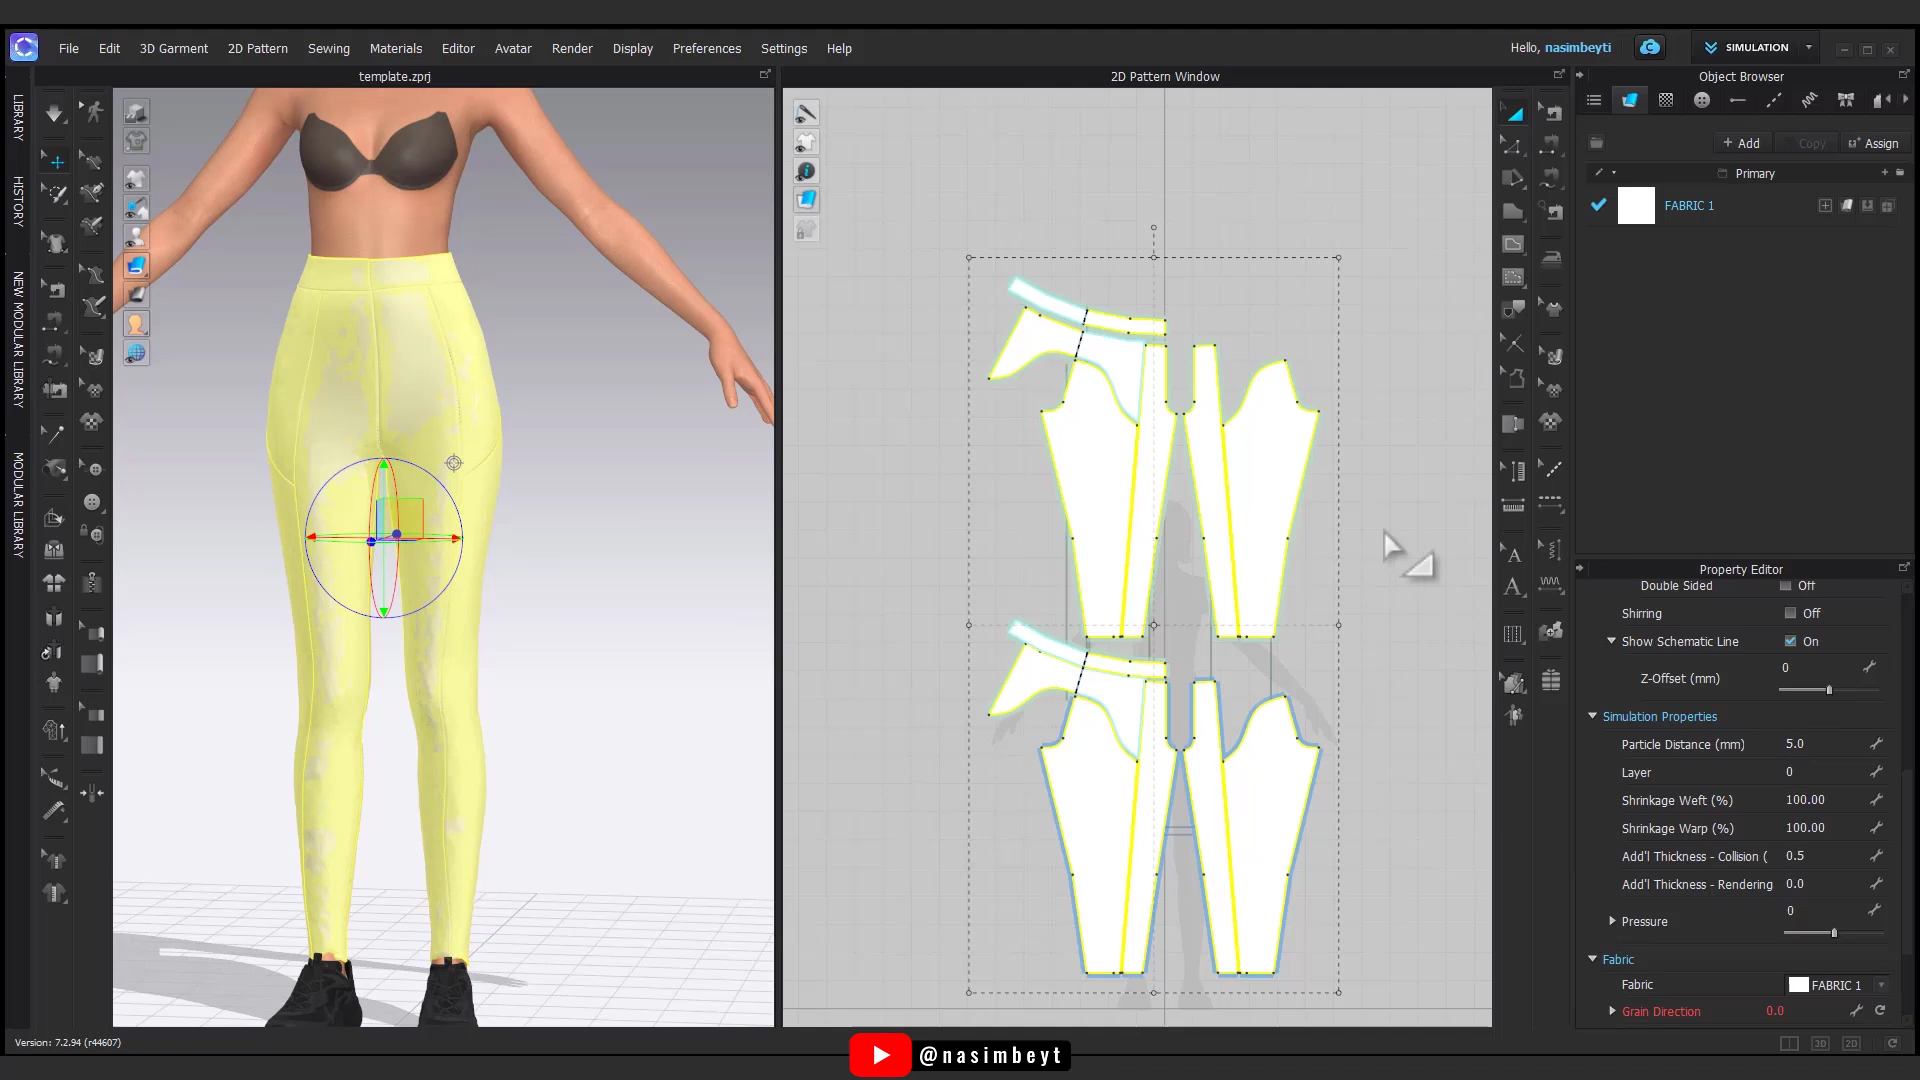 File Edit 3D Garment 2D Pattern Sewing Materials Editor Avatar Render Display Preferences Settings Help
Hello, nasimbeyti
SIMULATION
template.zprj
2D Pattern Window
Object Browser
LIBRARY
HISTORY
NEW MODULAR LIBRARY
MODULAR LIBRARY
+ Add
Copy
Assign
Primary
FABRIC 1
Property Editor
Double Sided Off
Shirring Off
Show Schematic Line On
0
Z-Offset (mm)
Simulation Properties
Particle Distance (mm) 5.0
Layer 0
Shrinkage Weft (%) 100.00
Shrinkage Warp (%) 100.00
Add'l Thickness - Collision ( 0.5
Add'l Thickness - Rendering 0.0
0
Pressure
Fabric
Fabric FABRIC 1
Grain Direction 0.0
Version: 7.2.94 (r44607)
3D 2D
@nasimbeyt